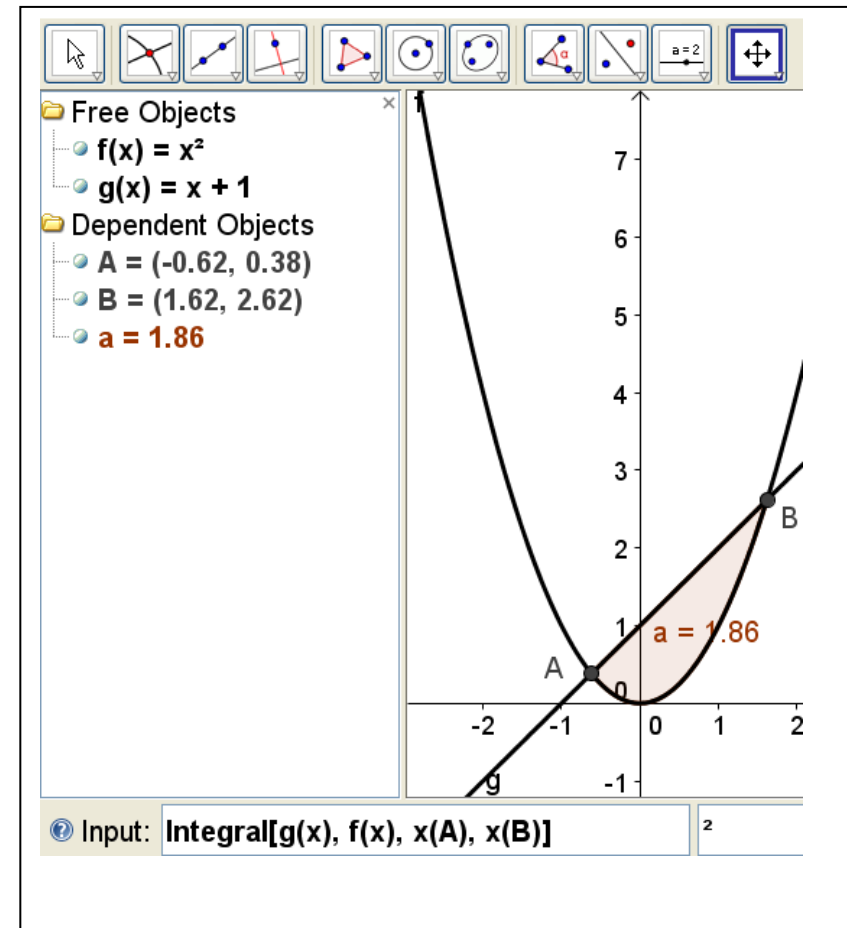 α
a = 2
Free Objects
f(x) = x²
g(x) = x + 1
Dependent Objects
A = (-0.62, 0.38)
B = (1.62, 2.62)
a = 1.86
f
7
6
5
4
3
B
2
1
a = 1.86
A
0
-2 -1 0 1 2
g
-1
Input: Integral[g(x), f(x), x(A), x(B)] ²